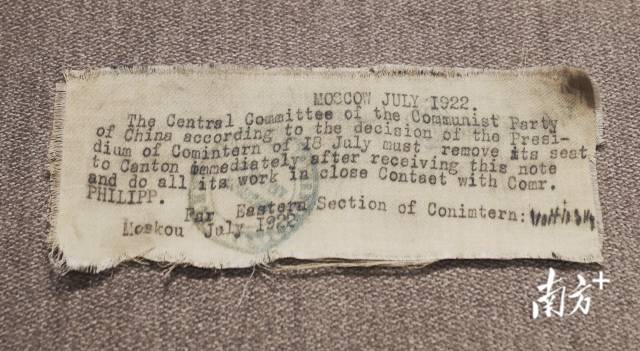 MOSCOW JULY 1922.
The Central Committee of the Communist Party
of China according to the decision of the Presi-
dium of Comintern of 18 July must remove its seat
to Canton immediately after receiving this note
and do all its work in close Contact with Comr.
PHILIPP.
Far Eastern Section of Conimtern:
Moskou July 1922
南方+